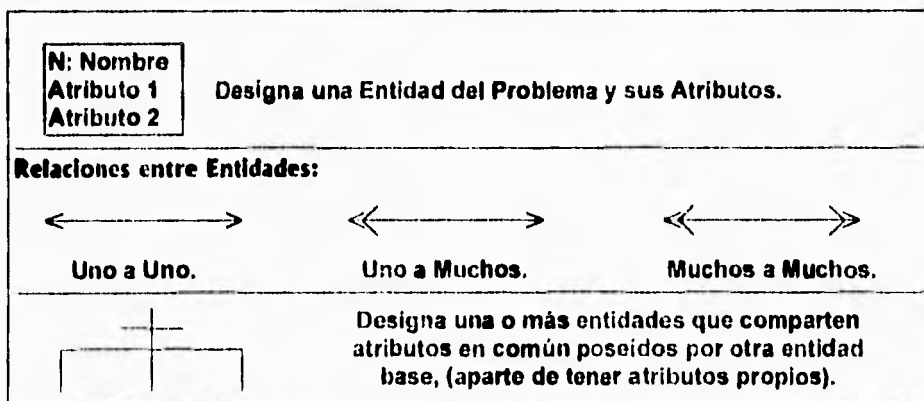 N: Nombre
Atributo 1
Atributo 2
Designa una Entidad del Problema y sus Atributos.
Relaciones entre Entidades:
Uno a Uno.
Uno a Muchos.
Muchos a Muchos.
Designa una o más entidades que comparten
atributos en común poseídos por otra entidad
base, (aparte de tener atributos propios).